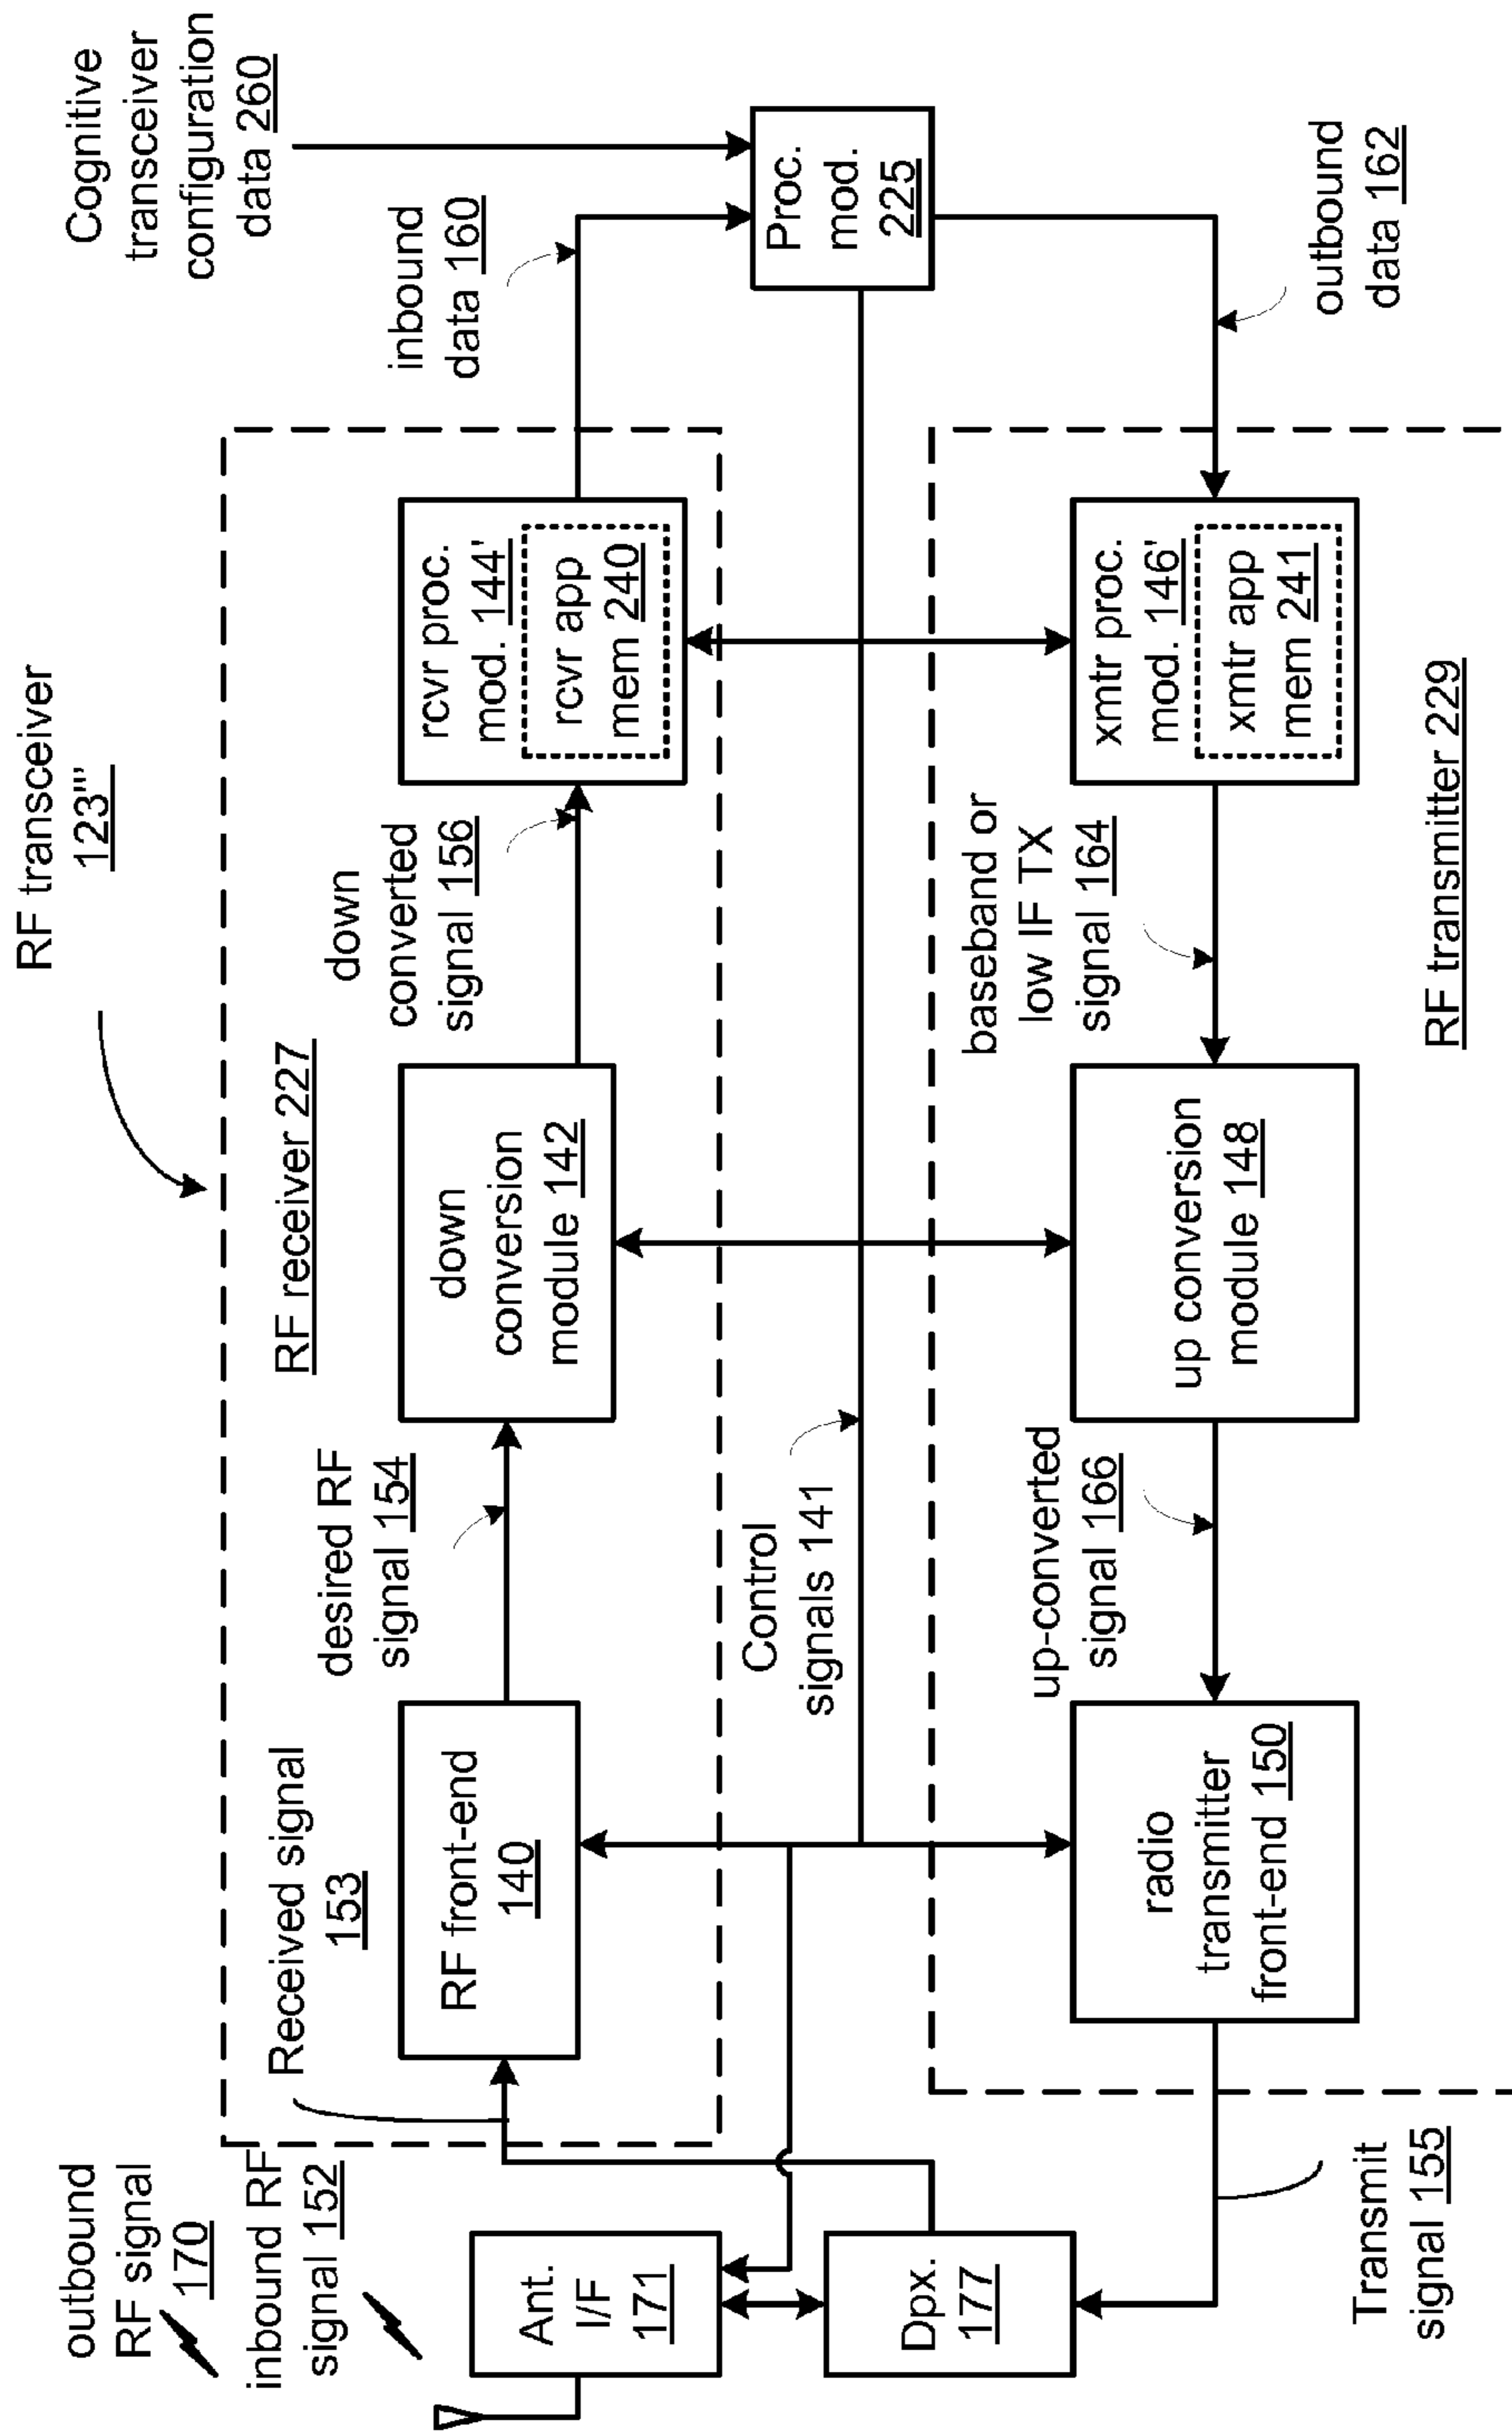 RF transceiver
123'''
Cognitive
transceiver
configuration
data 260
outbound
RF signal
170
inbound RF
signal 152
Received signal
153
RF receiver 227
desired RF
signal 154
down
converted
signal 156
inbound
data 160
RF front-end
140
down
conversion
module 142
rcvr proc.
mod. 144'
rcvr app
mem 240
Ant.
I/F
171
Control
signals 141
Proc.
mod.
225
Dpx.
177
up-converted
signal 166
baseband or
low IF TX
signal 164
radio
transmitter
front-end 150
up conversion
module 148
xmtr proc.
mod. 146'
xmtr app
mem 241
outbound
data 162
Transmit
signal 155
RF transmitter 229